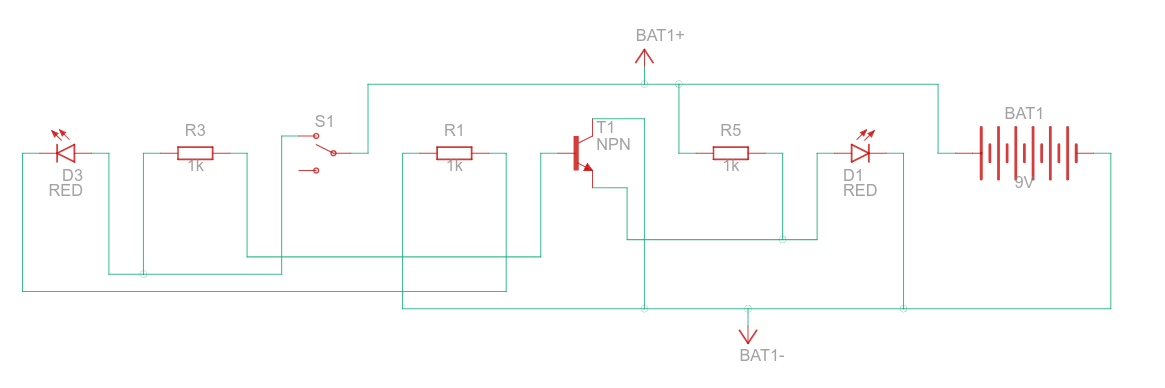 BAT1+
BAT1
S1
R3
R1
T1
R5
NPN
1k
1k
1k
D3
RED
D1
RED
9V
BAT1-